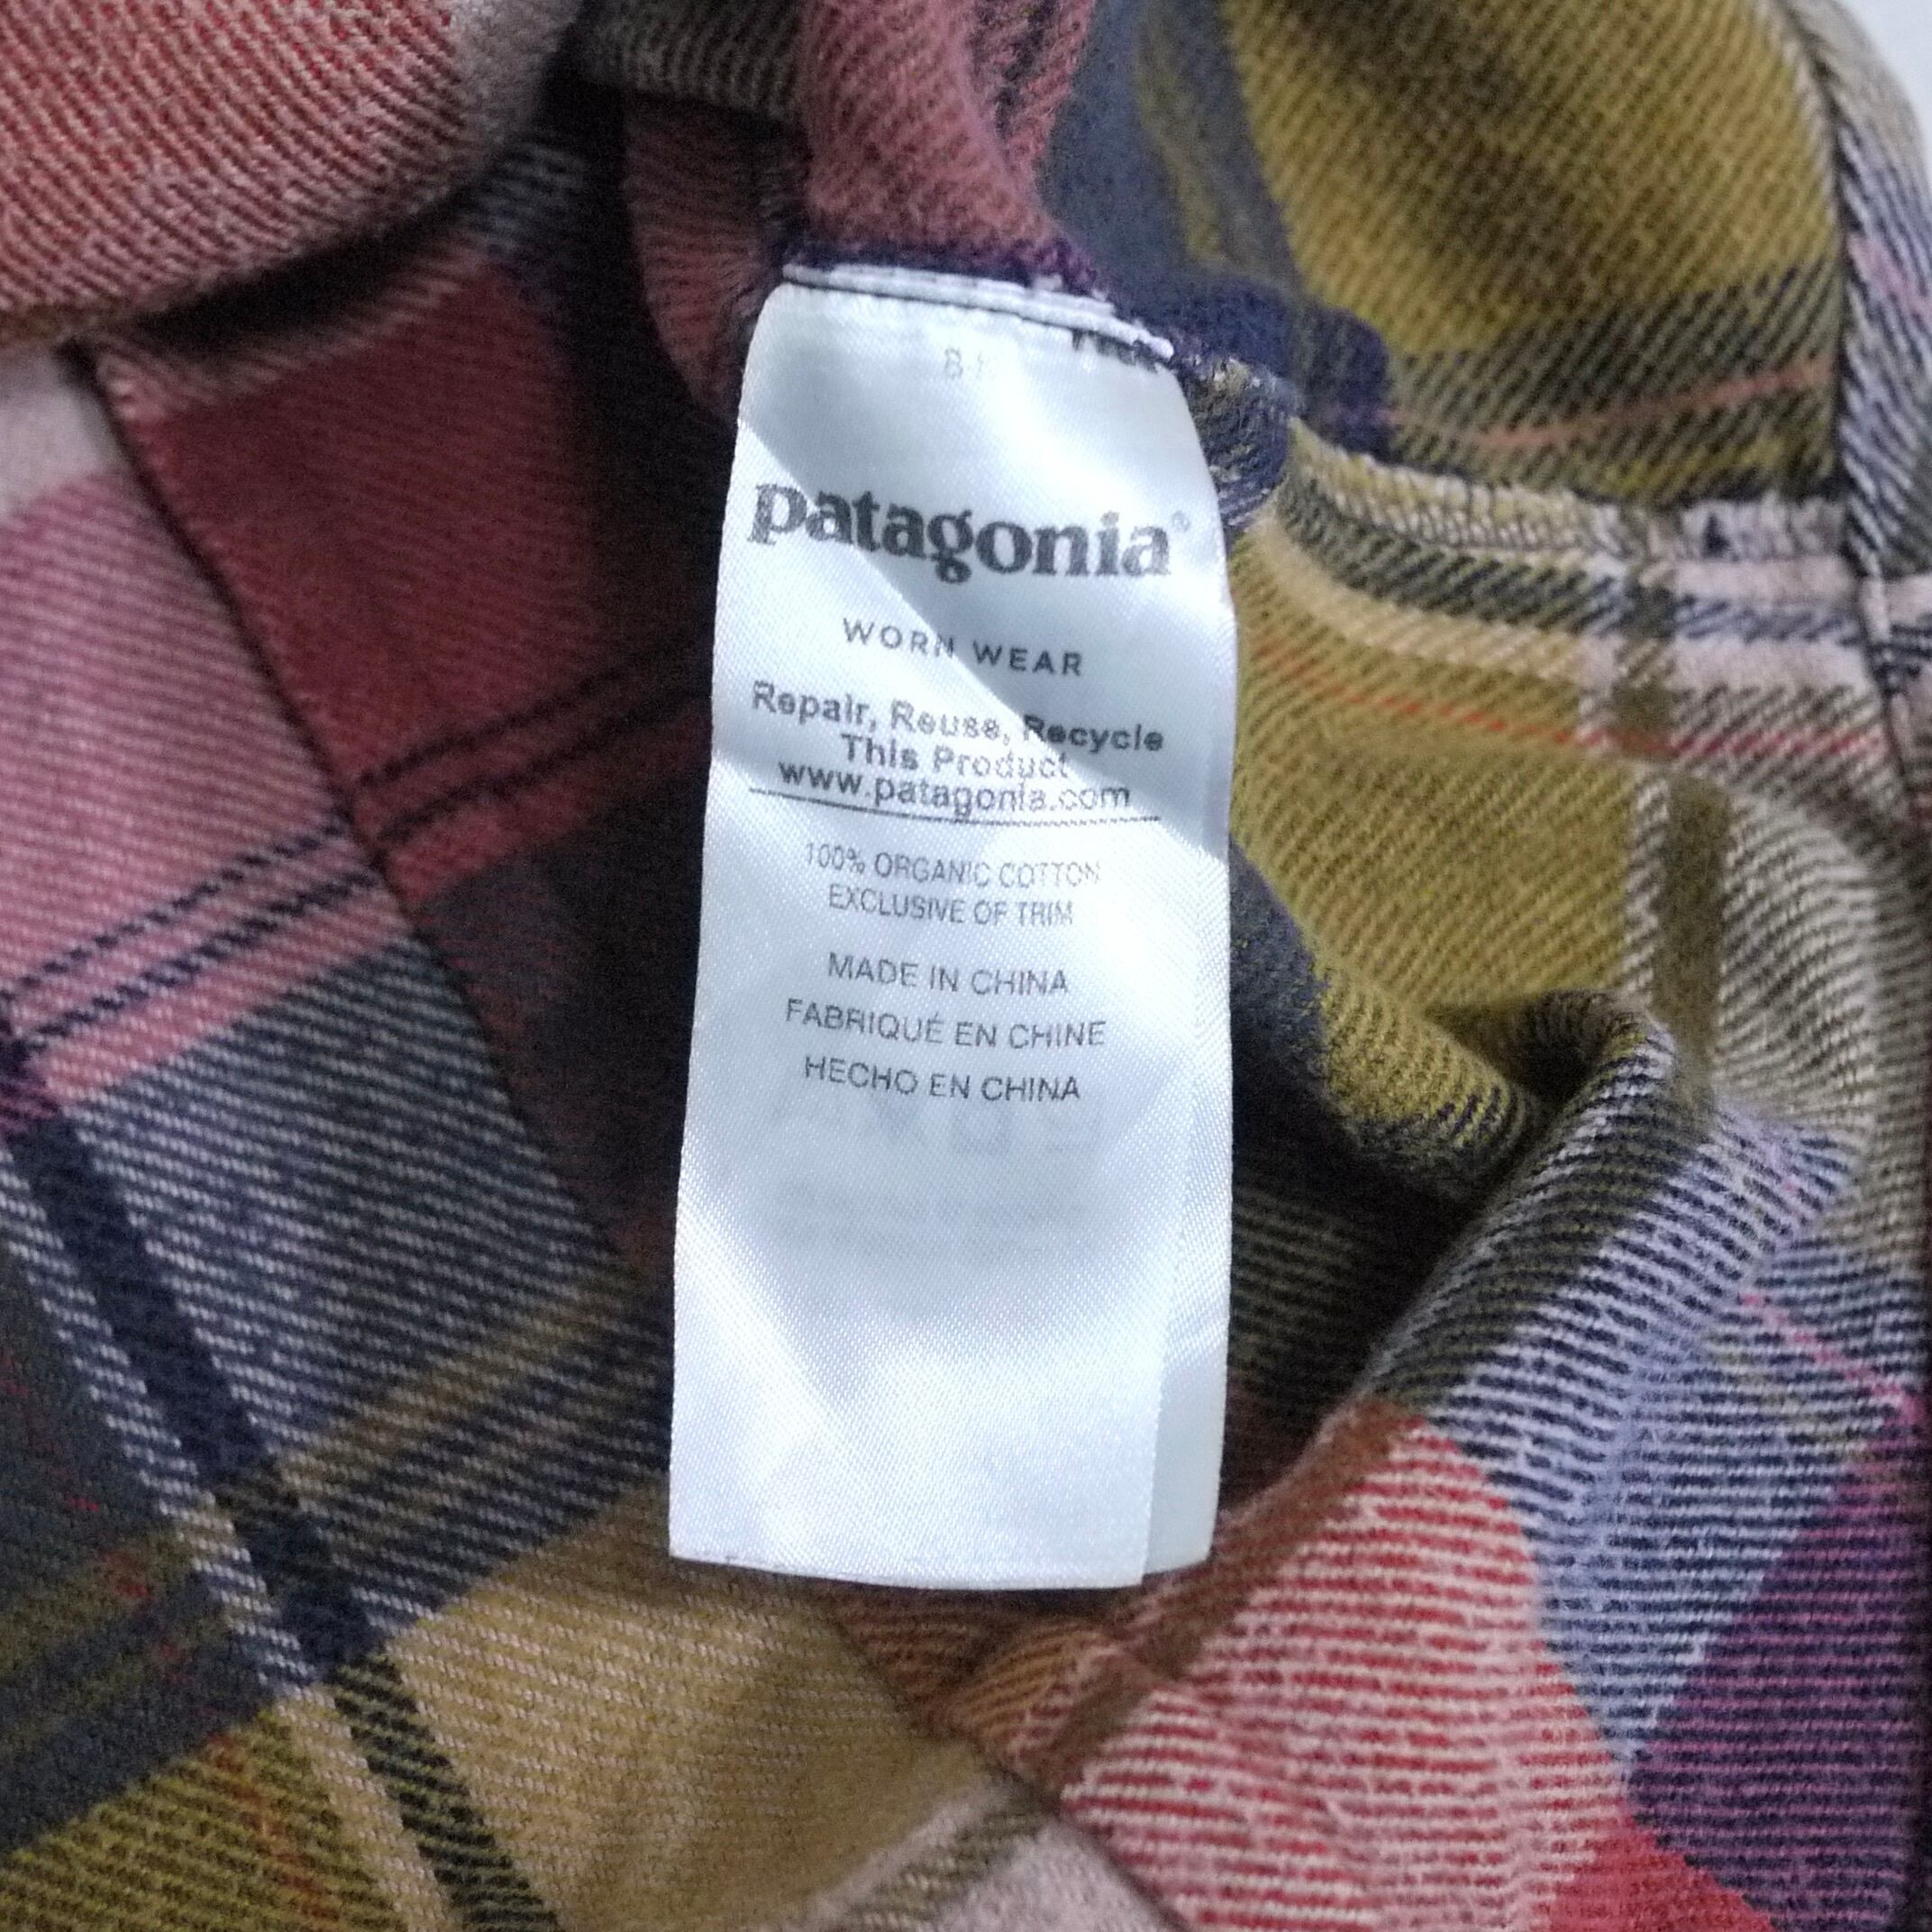 patagonia®
WORN WEAR
Repair, Reuse, Recycle
This Product
www.patagonia.com
100% ORGANIC COTTON
EXCLUSIVE OF TRIM
MADE IN CHINA
FABRIQUÉ EN CHINE
HECHO EN CHINA